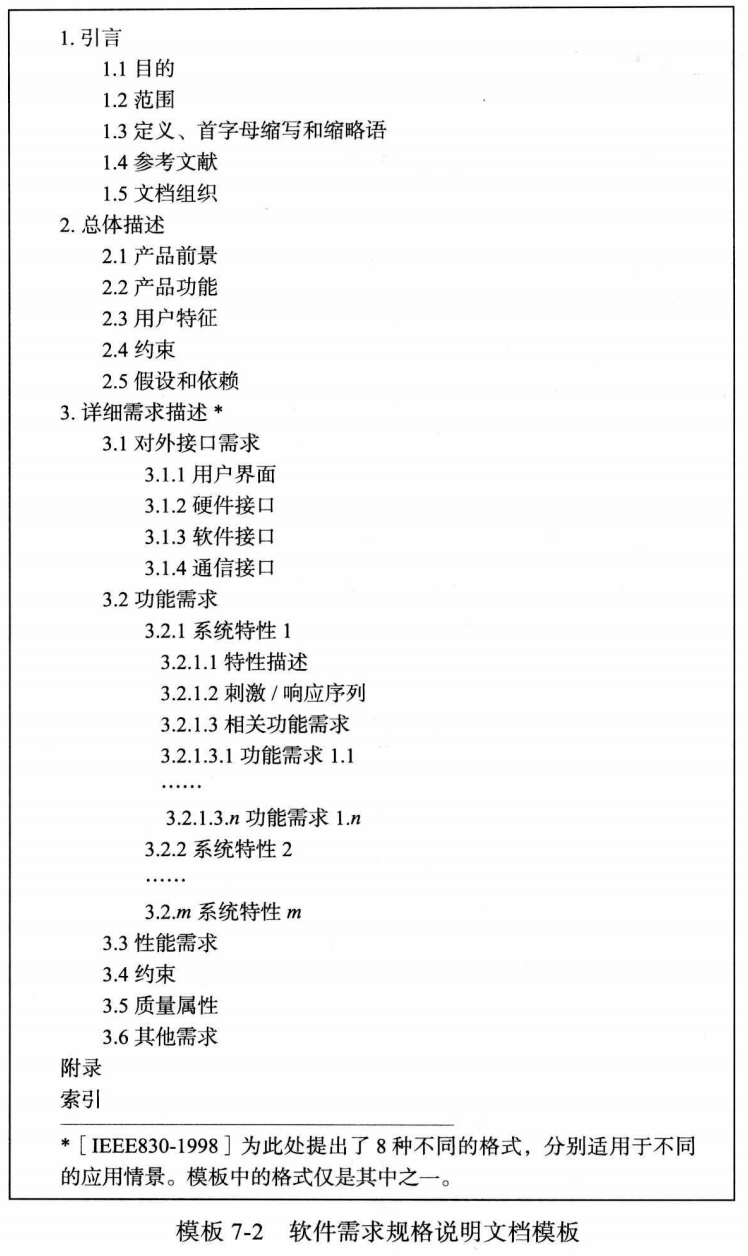 1. 引言
1.1 目的
1.2 范围
1.3 定义、首字母缩写和缩略语
1.4 参考文献
1.5 文档组织
2. 总体描述
2.1 产品前景
2.2 产品功能
2.3 用户特征
2.4 约束
2.5 假设和依赖
3. 详细需求描述 *
3.1 对外接口需求
3.1.1 用户界面
3.1.2 硬件接口
3.1.3 软件接口
3.1.4 通信接口
3.2 功能需求
3.2.1 系统特性 1
3.2.1.1 特性描述
3.2.1.2 刺激 / 响应序列
3.2.1.3 相关功能需求
3.2.1.3.1 功能需求 1.1
……
3.2.1.3.n 功能需求 1.n
3.2.2 系统特性 2
……
3.2.m 系统特性 m
3.3 性能需求
3.4 约束
3.5 质量属性
3.6 其他需求
附录
索引
* [ IEEE830-1998 ] 为此处提出了 8 种不同的格式，分别适用于不同
的应用情景。模板中的格式仅是其中之一。
模板 7-2 软件需求规格说明文档模板